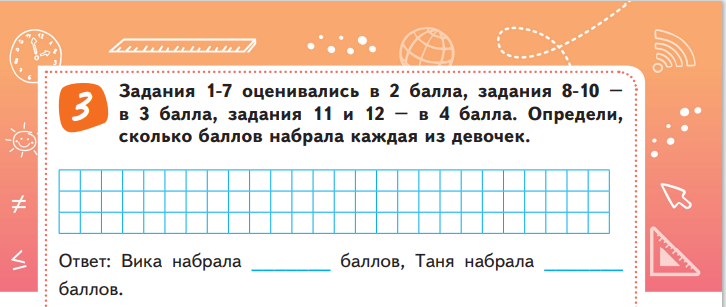 3
Задания 1-7 оценивались в 2 балла, задания 8-10 —
в 3 балла, задания 11 и 12 — в 4 балла. Определи,
сколько баллов набрала каждая из девочек.
≠
≤
Ответ: Вика набрала ________ баллов, Таня набрала ________
баллов.